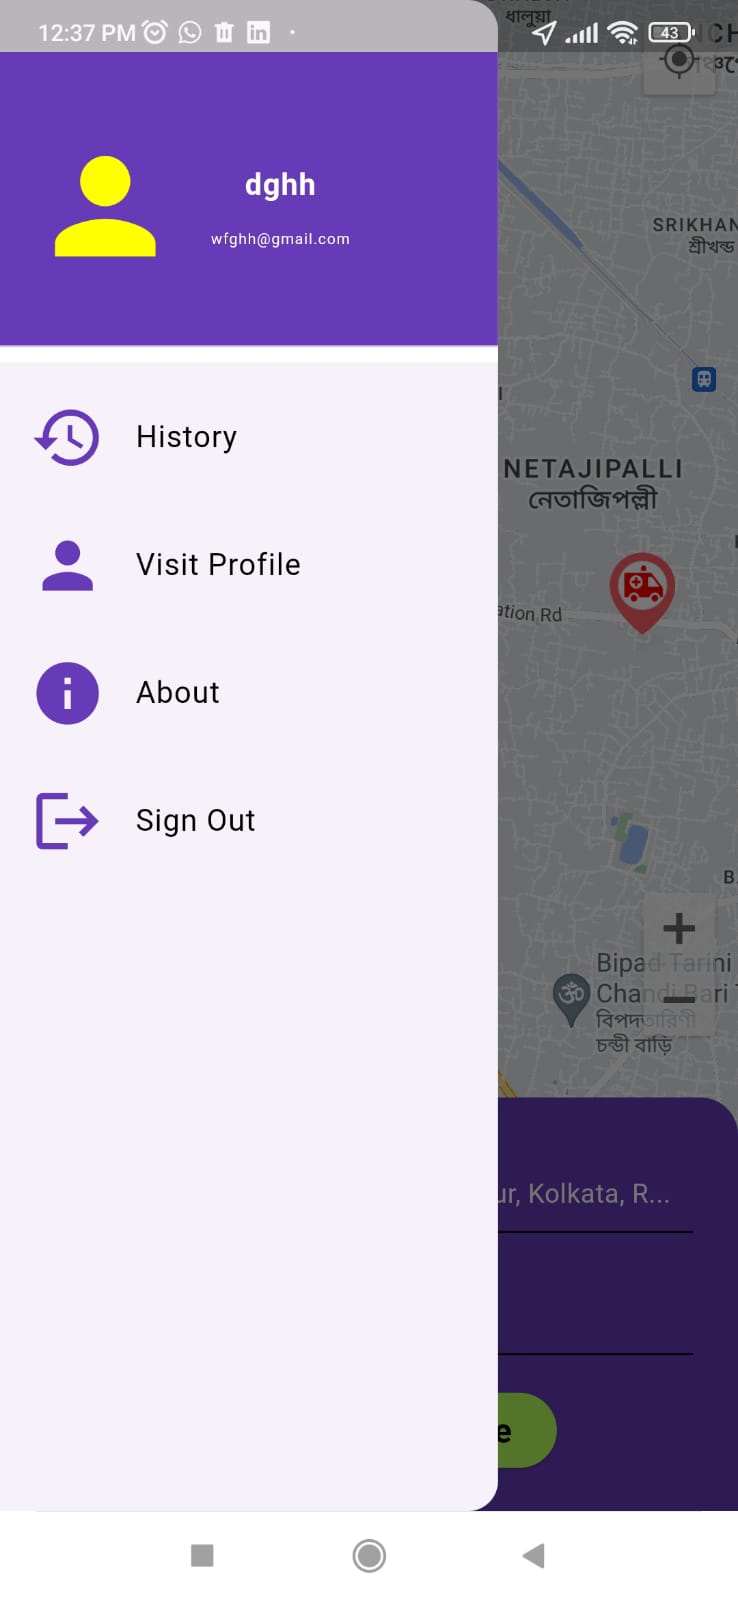 12:37 PM
43
ধালুয়া
dghh
wfghh@gmail.com
SRIKHAN
শ্রীখন্ড
History
NETAJIPALLI
নেতাজিপল্লী
Visit Profile
ation Rd
About
Sign Out
Bipad Tarini
Chandi Bari T
বিপদতারিণী
চন্ডী বাড়ি
ur, Kolkata, R...
e